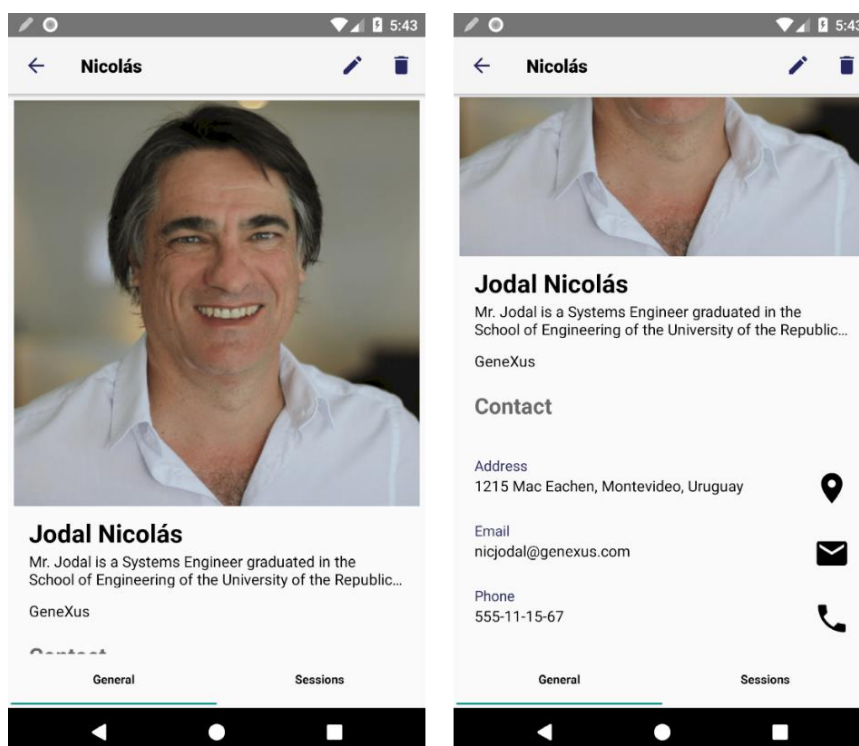 5:43
Nicolás
Jodal Nicolás
Mr. Jodal is a Systems Engineer graduated in the
School of Engineering of the University of the Republic...
GeneXus
Contact
General Sessions
5:43
Nicolás
Jodal Nicolás
Mr. Jodal is a Systems Engineer graduated in the
School of Engineering of the University of the Republic...
GeneXus
Contact
Address
1215 Mac Eachen, Montevideo, Uruguay
Email
nicjodal@genexus.com
Phone
555-11-15-67
General Sessions